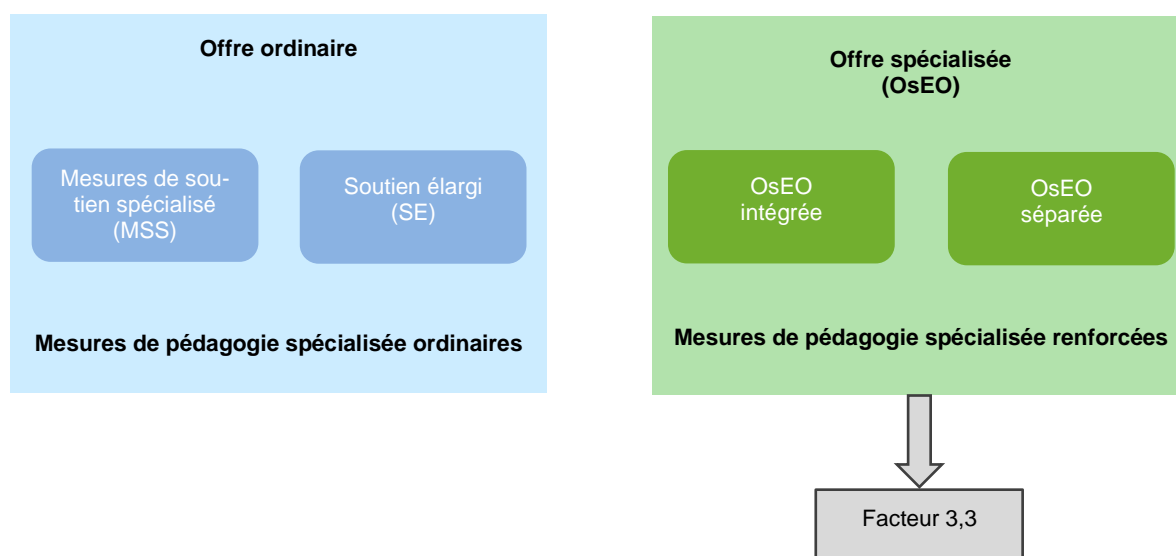 Offre ordinaire
Mesures de sou-
tien spécialisé
(MSS)
Soutien élargi
(SE)
Mesures de pédagogie spécialisée ordinaires
Offre spécialisée
(OsEO)
OsEO
intégrée
OsEO
séparée
Mesures de pédagogie spécialisée renforcées
Facteur 3,3